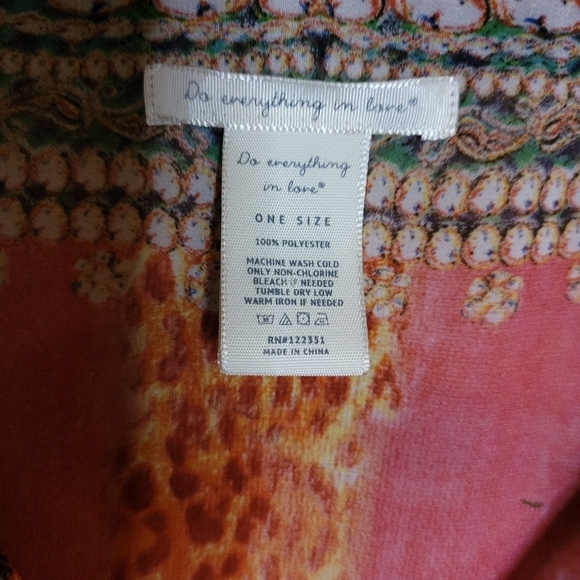 Do everything in love®
Do everything
in love®
ONE SIZE
100% POLYESTER
MACHINE WASH COLD
ONLY NON-CHLORINE
BLEACH IF NEEDED
TUMBLE DRY LOW
WARM IRON IF NEEDED
RN#122351
MADE IN CHINA